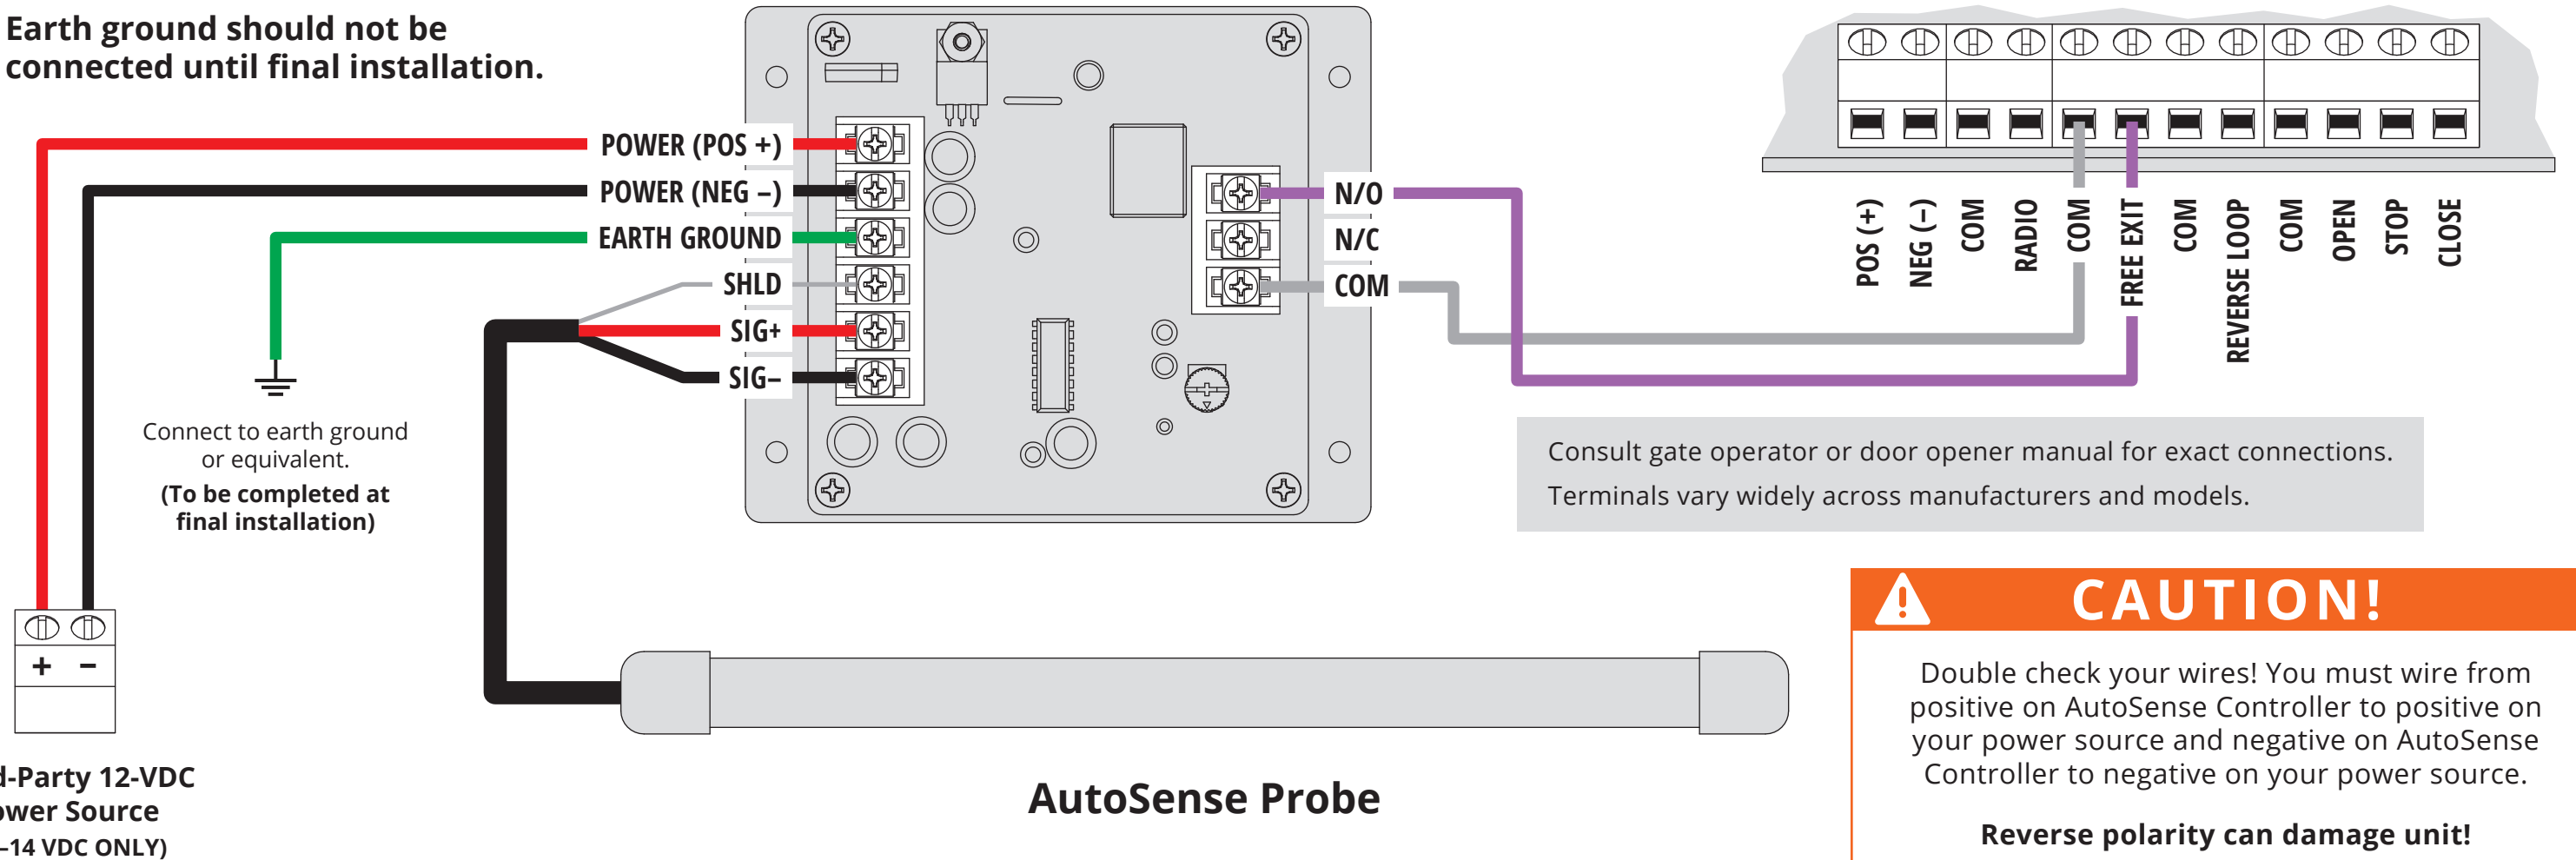 Earth ground should not be
connected until final installation.
POWER (POS +)
POWER (NEG –)
EARTH GROUND
SHLD
SIG+
SIG–
N/O
N/C
COM
POS (+)
NEG (–)
COM
RADIO
COM
FREE EXIT
COM
REVERSE LOOP
COM
OPEN
STOP
CLOSE
Connect to earth ground
or equivalent.
(To be completed at
final installation)
Consult gate operator or door opener manual for exact connections.
Terminals vary widely across manufacturers and models.
+ –
d-Party 12-VDC
ower Source
–14 VDC ONLY)
AutoSense Probe
CAUTION!
Double check your wires! You must wire from
positive on AutoSense Controller to positive on
your power source and negative on AutoSense
Controller to negative on your power source.
Reverse polarity can damage unit!